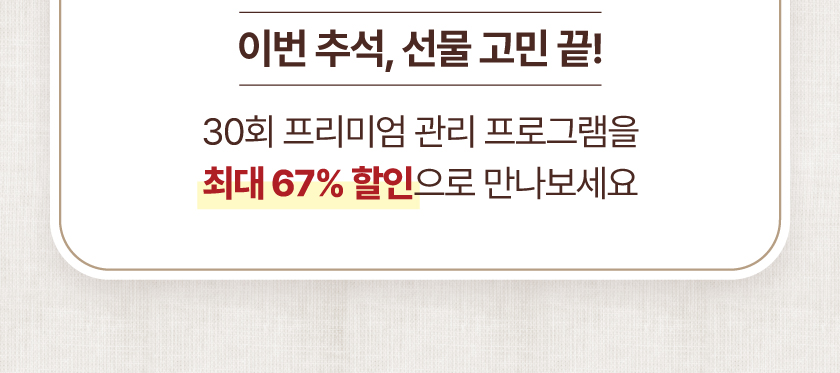 이번 추석, 선물 고민 끝!
30회 프리미엄 관리 프로그램을
최대 67% 할인으로 만나보세요